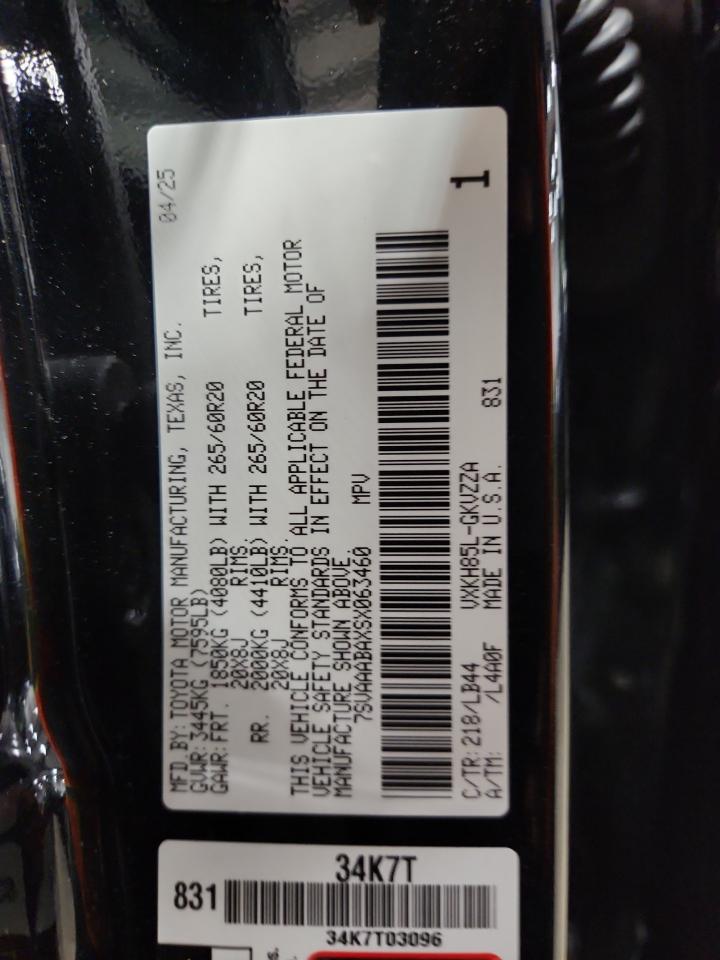 MFD.BY:TOYOTA MOTOR MANUFACTURING, TEXAS, INC. 04/25
GVWR:3445KG (7595LB)
GAWR:FRT. 1850KG (4080LB) WITH 265/60R20 TIRES,
20X8J RIMS.
RR. 2000KG (4410LB) WITH 265/60R20 TIRES,
20X8J RIMS.
THIS VEHICLE CONFORMS TO ALL APPLICABLE FEDERAL MOTOR
VEHICLE SAFETY STANDARDS IN EFFECT ON THE DATE OF
MANUFACTURE SHOWN ABOVE.
7SVAAABAXSX063460 MPV
C/TR:218/LB44 VXKH85L-GKVZZA
A/TM: /L4A0F MADE IN U.S.A. 831
1
34K7T
831
34K7T03096